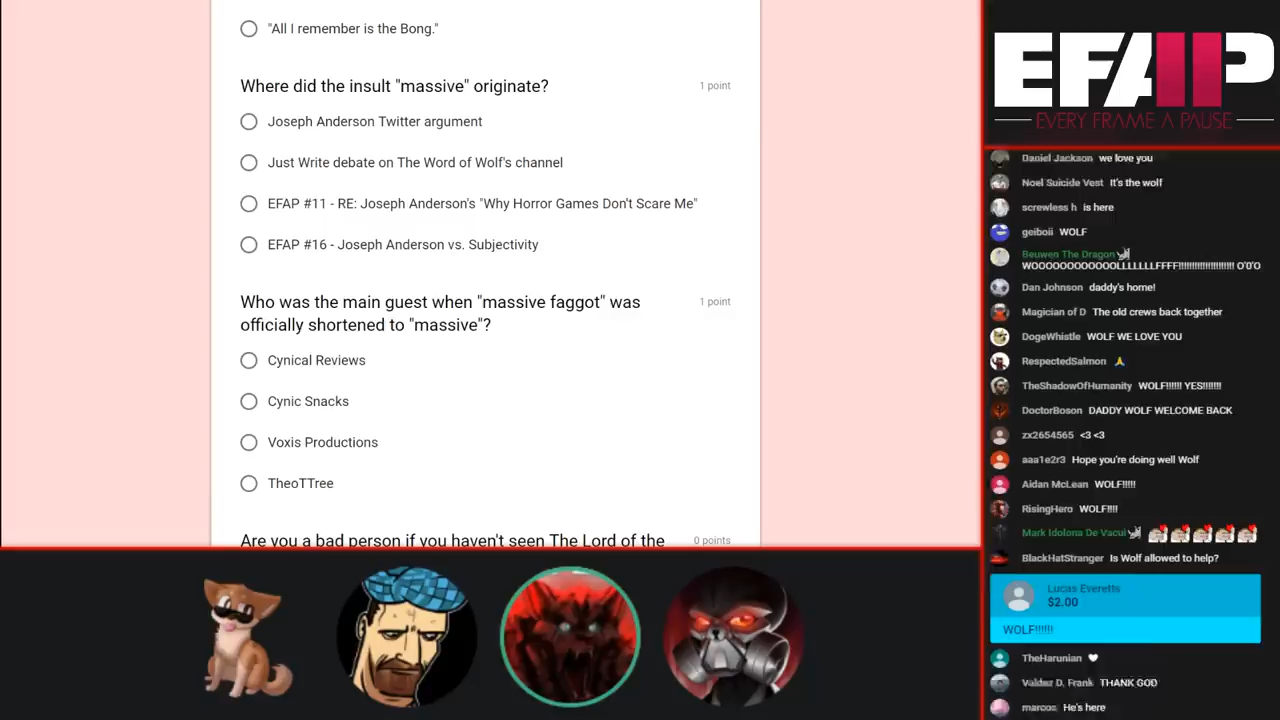 "All I remember is the Bong."
Where did the insult "massive" originate?
1 point
Joseph Anderson Twitter argument
Just Write debate on The Word of Wolf's channel
EFAP #11 - RE: Joseph Anderson's "Why Horror Games Don't Scare Me"
EFAP #16 - Joseph Anderson vs. Subjectivity
Who was the main guest when "massive faggot" was
officially shortened to "massive"?
1 point
Cynical Reviews
Cynic Snacks
Voxis Productions
TheoTTree
Are you a bad person if you haven't seen The Lord of the
0 points
EFAP
EVERY FRAME A PAUSE
Daniel Jackson we love you
Noel Suicide Vest It's the wolf
screwless h is here
geiboii WOLF
Beuwen The Dragon
WOOOOOOOOOOOOLLLLLLLFFFF!!!!!!!!!!!!!!!!!!!!!! O'0'O
Dan Johnson daddy's home!
Magician of D The old crews back together
DogeWhistle WOLF WE LOVE YOU
RespectedSalmon 🙏
TheShadowOfHumanity WOLF!!!!!! YES!!!!!!!
DoctorBoson DADDY WOLF WELCOME BACK
zx2654565 <3 <3
aaa1e2r3 Hope you're doing well Wolf
Aidan McLean WOLF!!!!!
RisingHero WOLF!!!!
Mark Idolona De Vacui
BlackHatStranger Is Wolf allowed to help?
Lucas Everetts
$2.00
WOLF!!!!!!
TheHarunian
Valdur D. Frank THANK GOD
marcos He's here